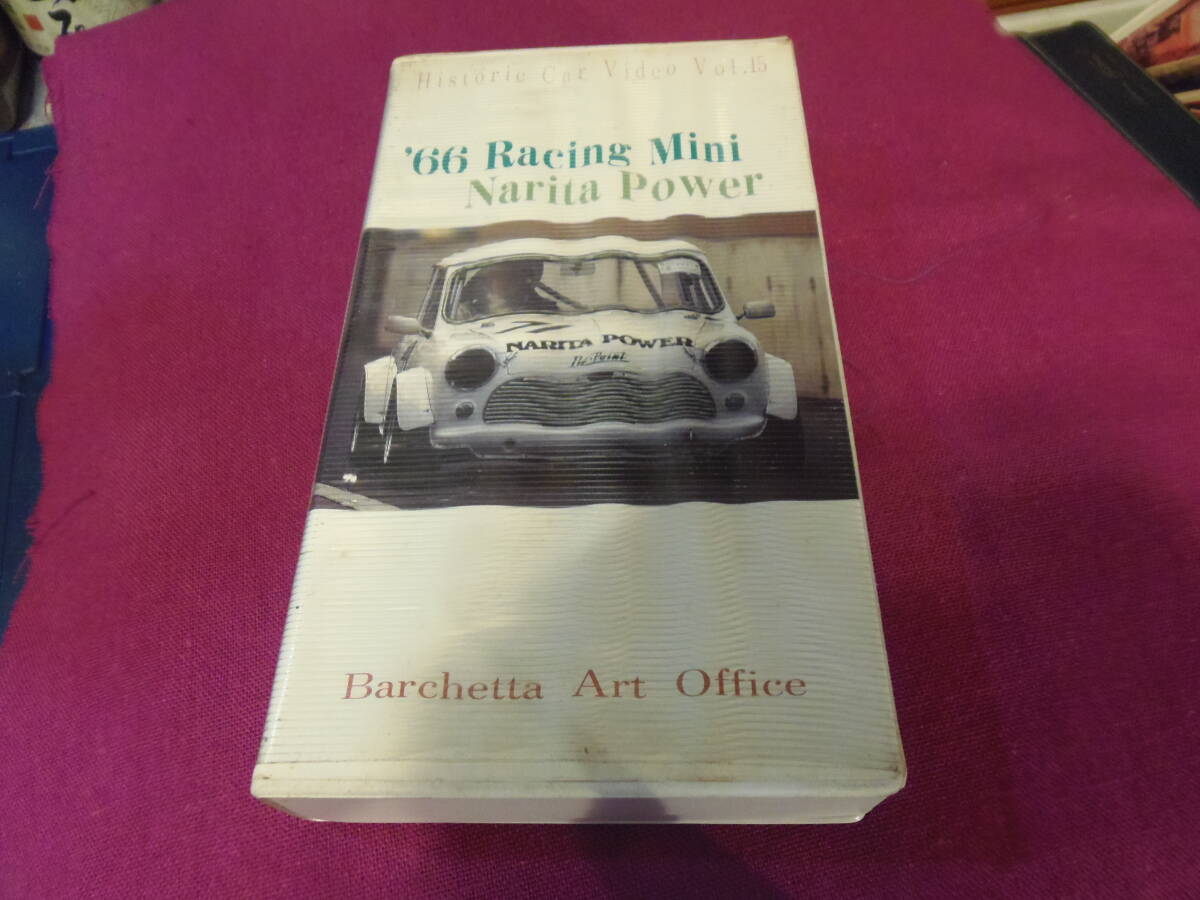 Historic Car Video Vol.15
'66 Racing Mini
Narita Power
NARITA POWER
Barchetta Art Office